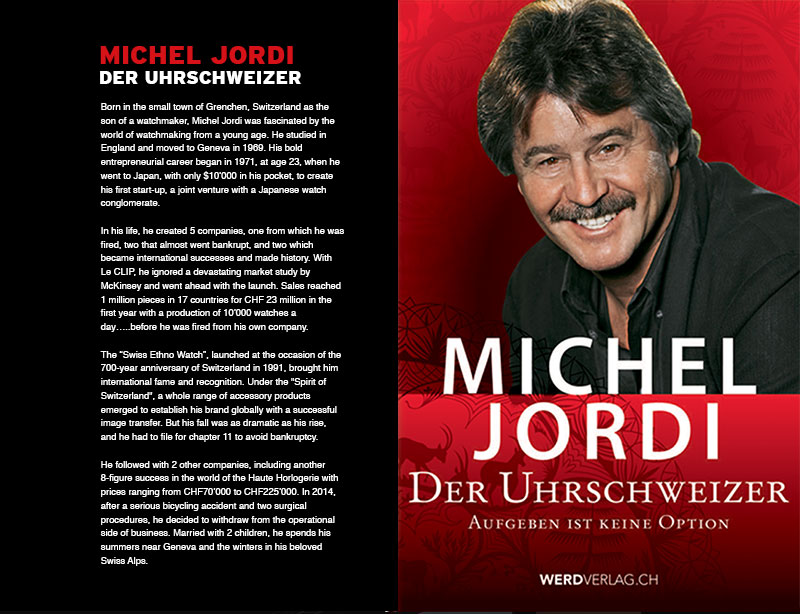 MICHEL JORDI
DER UHRSCHWEIZER
Born in the small town of Grenchen, Switzerland as the
son of a watchmaker, Michel Jordi was fascinated by the
world of watchmaking from a young age. He studied in
England and moved to Geneva in 1969. His bold
entrepreneurial career began in 1971, at age 23, when he
went to Japan, with only $10'000 in his pocket, to create
his first start-up, a joint venture with a Japanese watch
conglomerate.
In his life, he created 5 companies, one from which he was
fired, two that almost went bankrupt, and two which
became international successes and made history. With
Le CLIP, he ignored a devastating market study by
McKinsey and went ahead with the launch. Sales reached
1 million pieces in 17 countries for CHF 23 million in the
first year with a production of 10'000 watches a
day.....before he was fired from his own company.
The "Swiss Ethno Watch", launched at the occasion of the
700-year anniversary of Switzerland in 1991, brought him
international fame and recognition. Under the "Spirit of
Switzerland", a whole range of accessory products
emerged to establish his brand globally with a successful
image transfer. But his fall was as dramatic as his rise,
and he had to file for chapter 11 to avoid bankruptcy.
He followed with 2 other companies, including another
8-figure success in the world of the Haute Horlogerie with
prices ranging from CHF70'000 to CHF225'000. In 2014,
after a serious bicycling accident and two surgical
procedures, he decided to withdraw from the operational
side of business. Married with 2 children, he spends his
summers near Geneva and the winters in his beloved
Swiss Alps.
MICHEL
JORDI
DER UHRSCHWEIZER
AUFGEBEN IST KEINE OPTION
WERDVERLAG.CH